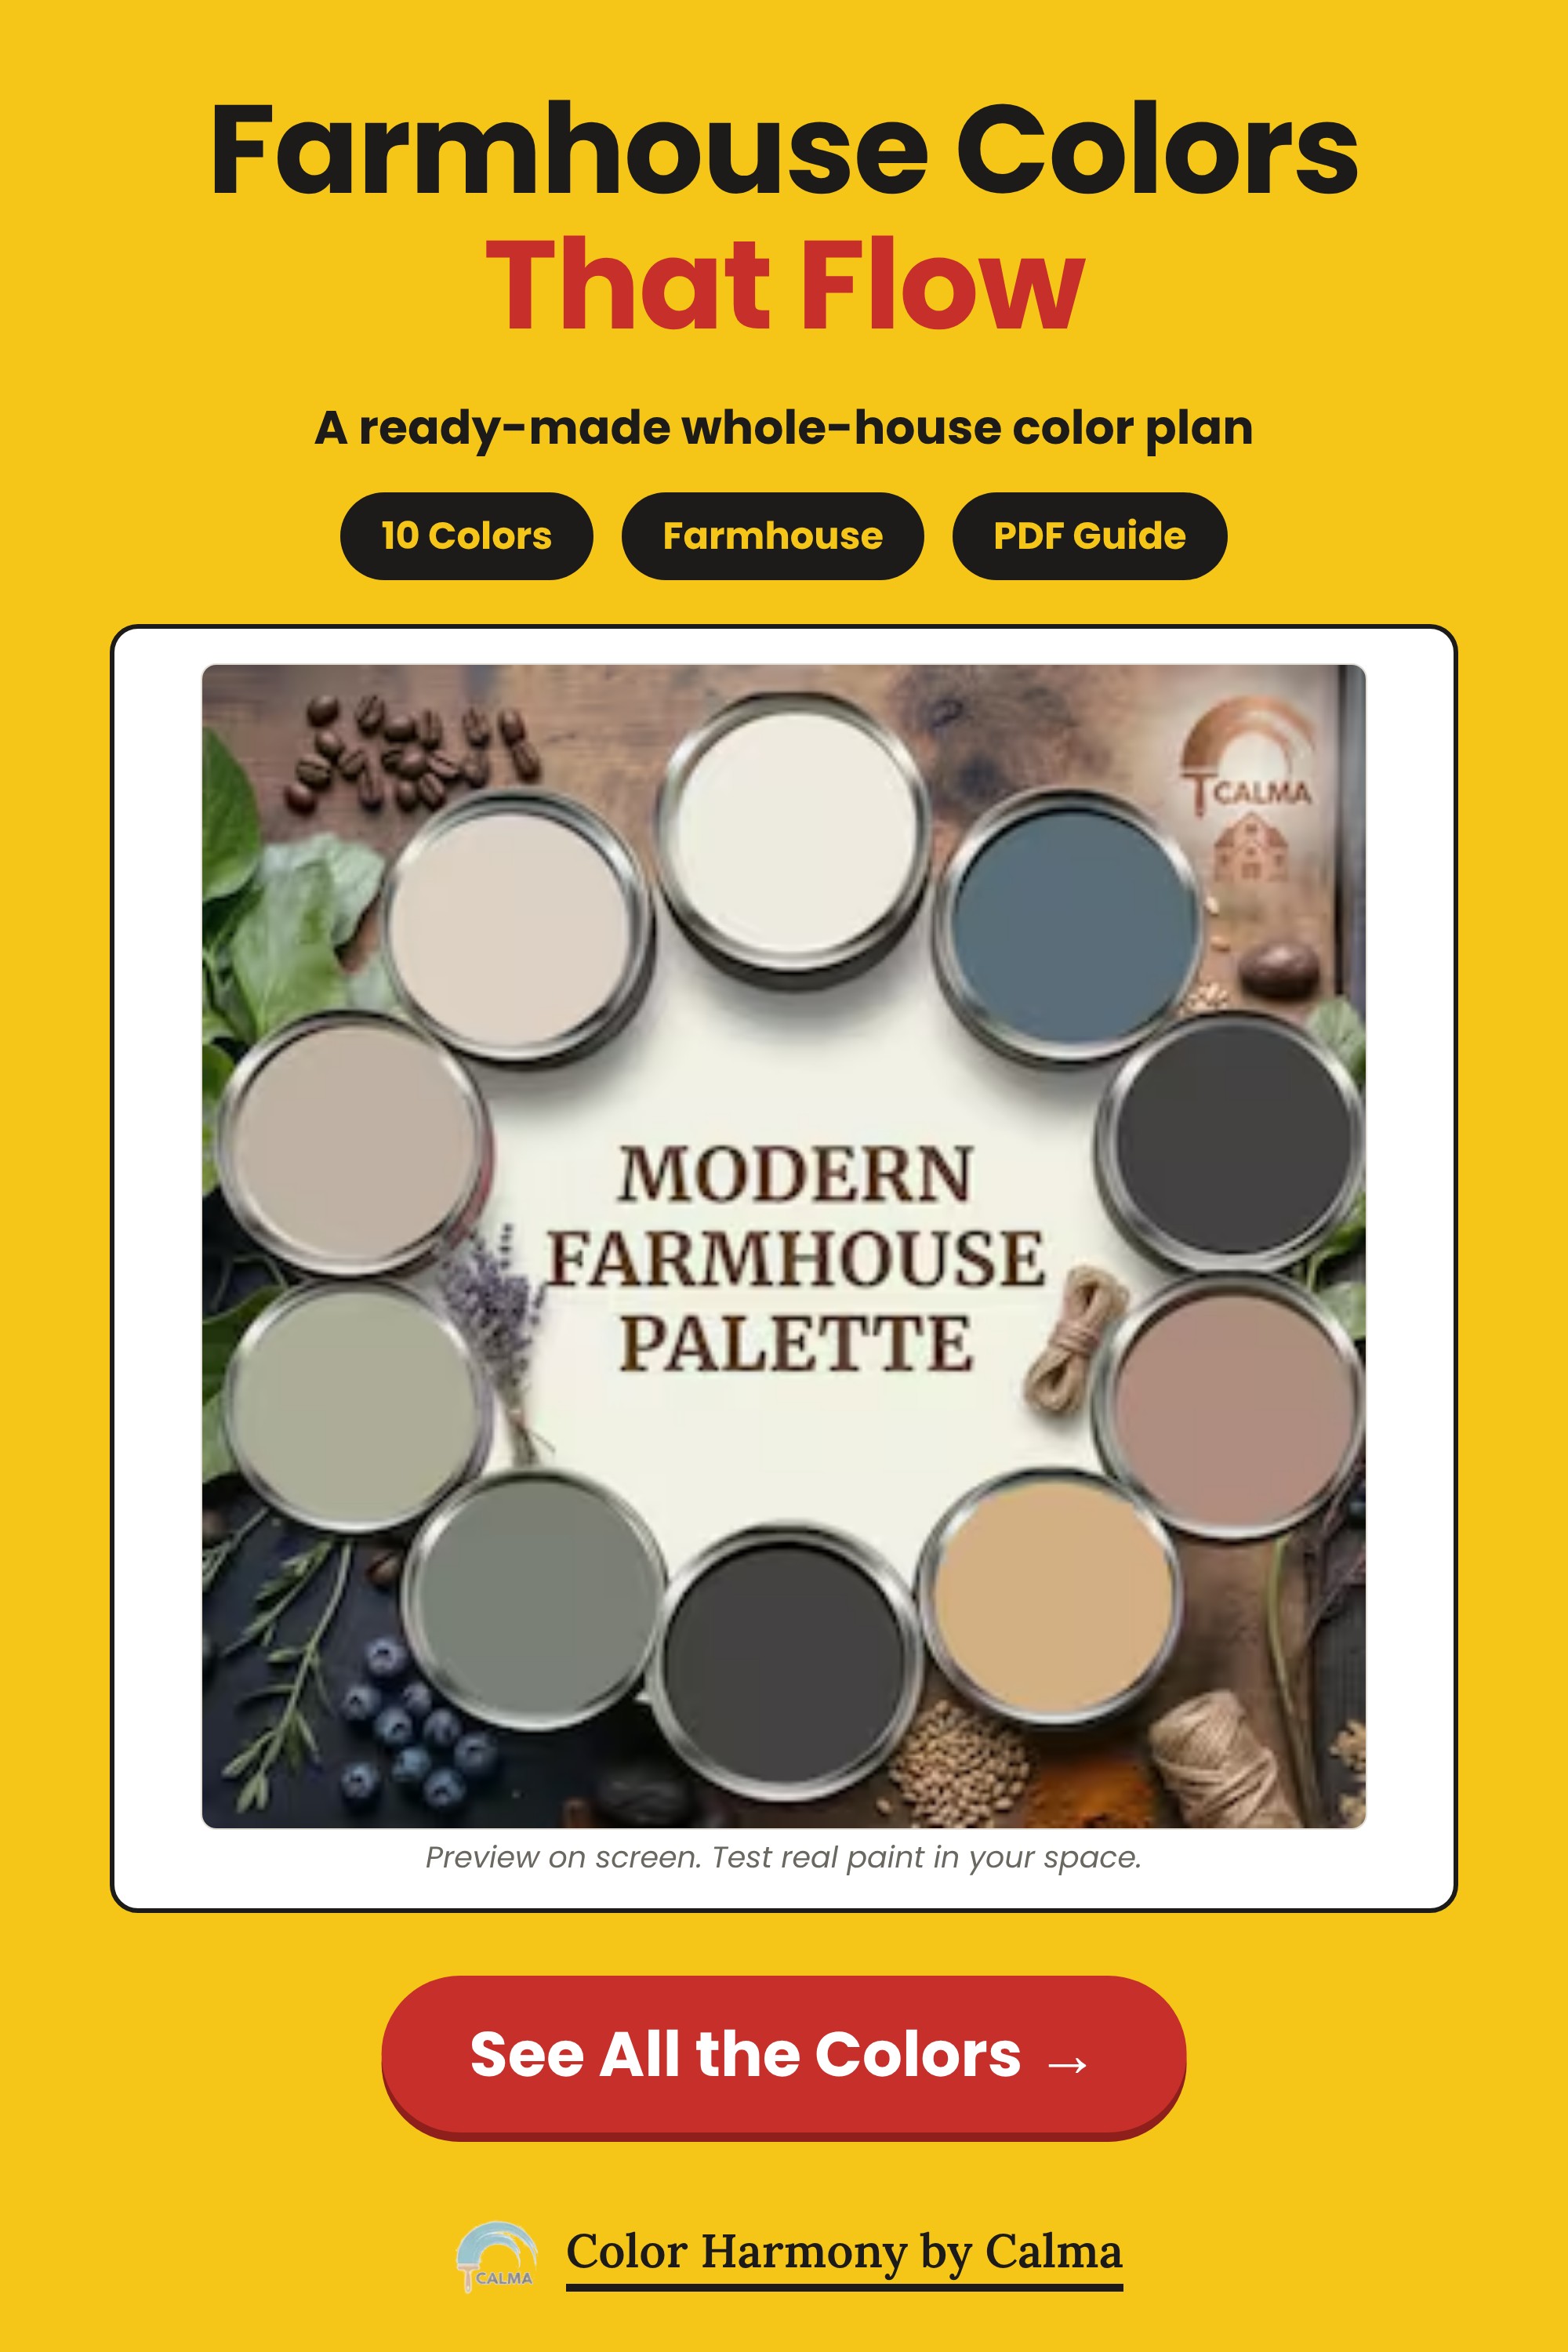 Farmhouse Colors
That Flow
A ready-made whole-house color plan
10 Colors
Farmhouse
PDF Guide
CALMA
MODERN
FARMHOUSE
PALETTE
Preview on screen. Test real paint in your space.
See All the Colors →
CALMA
Color Harmony by Calma